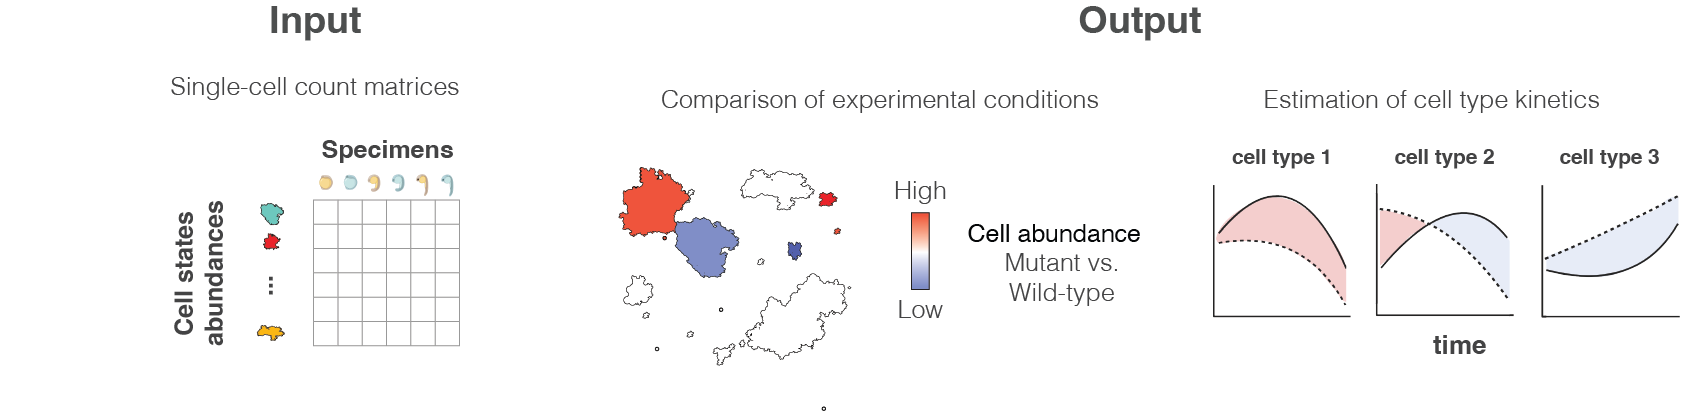 Input
Output
Single-cell count matrices
Comparison of experimental conditions
Estimation of cell type kinetics
Specimens
Cell states
abundances
...
High
Low
Cell abundance
Mutant vs.
Wild-type
cell type 1
cell type 2
cell type 3
time